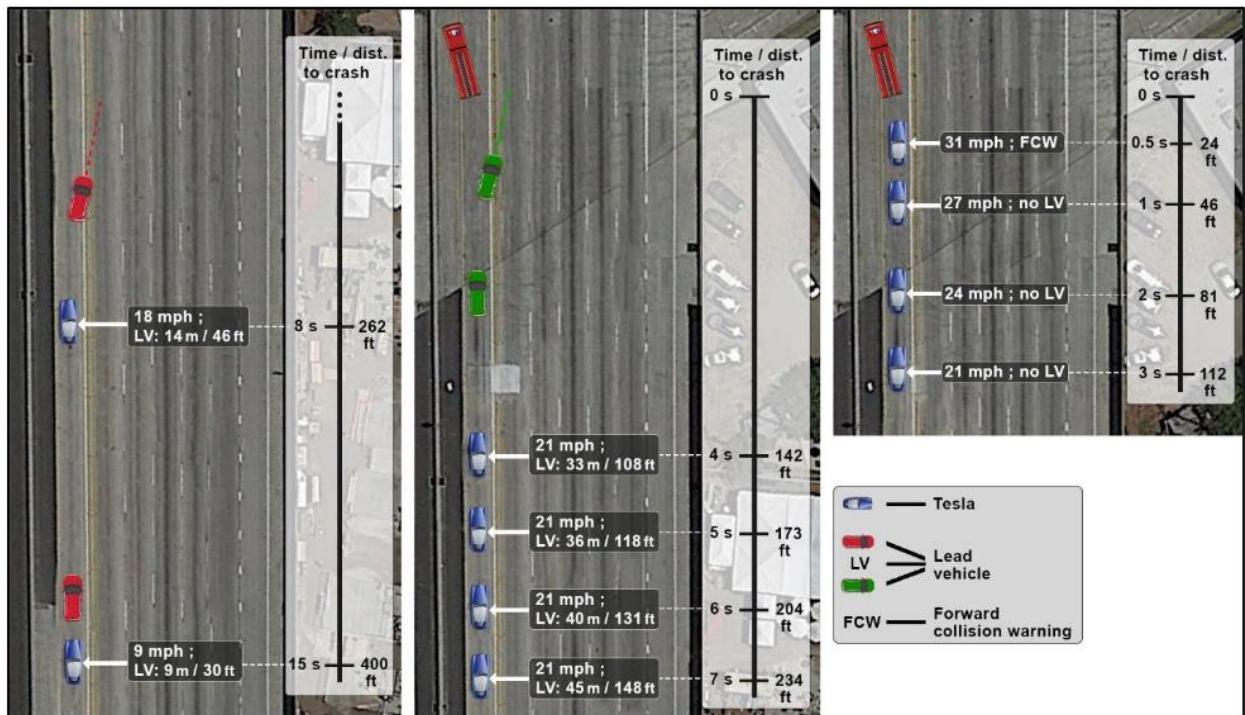 Time / dist.
to crash
18 mph ;
LV: 14 m / 46 ft
8 s
262
ft
9 mph ;
LV: 9 m / 30 ft
15 s
400
ft
Time / dist.
to crash
0 s
21 mph ;
LV: 33 m / 108 ft
4 s
142
ft
21 mph ;
LV: 36 m / 118 ft
5 s
173
ft
21 mph ;
LV: 40 m / 131 ft
6 s
204
ft
21 mph ;
LV: 45 m / 148 ft
7 s
234
ft
Time / dist.
to crash
0 s
31 mph ; FCW
0.5 s
24
ft
27 mph ; no LV
1 s
46
ft
24 mph ; no LV
2 s
81
ft
21 mph ; no LV
3 s
112
ft
Tesla
LV
Lead
vehicle
FCW
Forward
collision warning